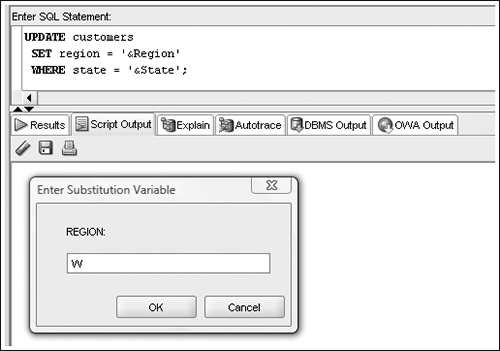 Enter SQL Statement:
UPDATE customers
SET region = '&Region'
WHERE state = '&State';
Results Script Output Explain Autotrace DBMS Output OWA Output
Enter Substitution Variable
REGION:
W
OK Cancel